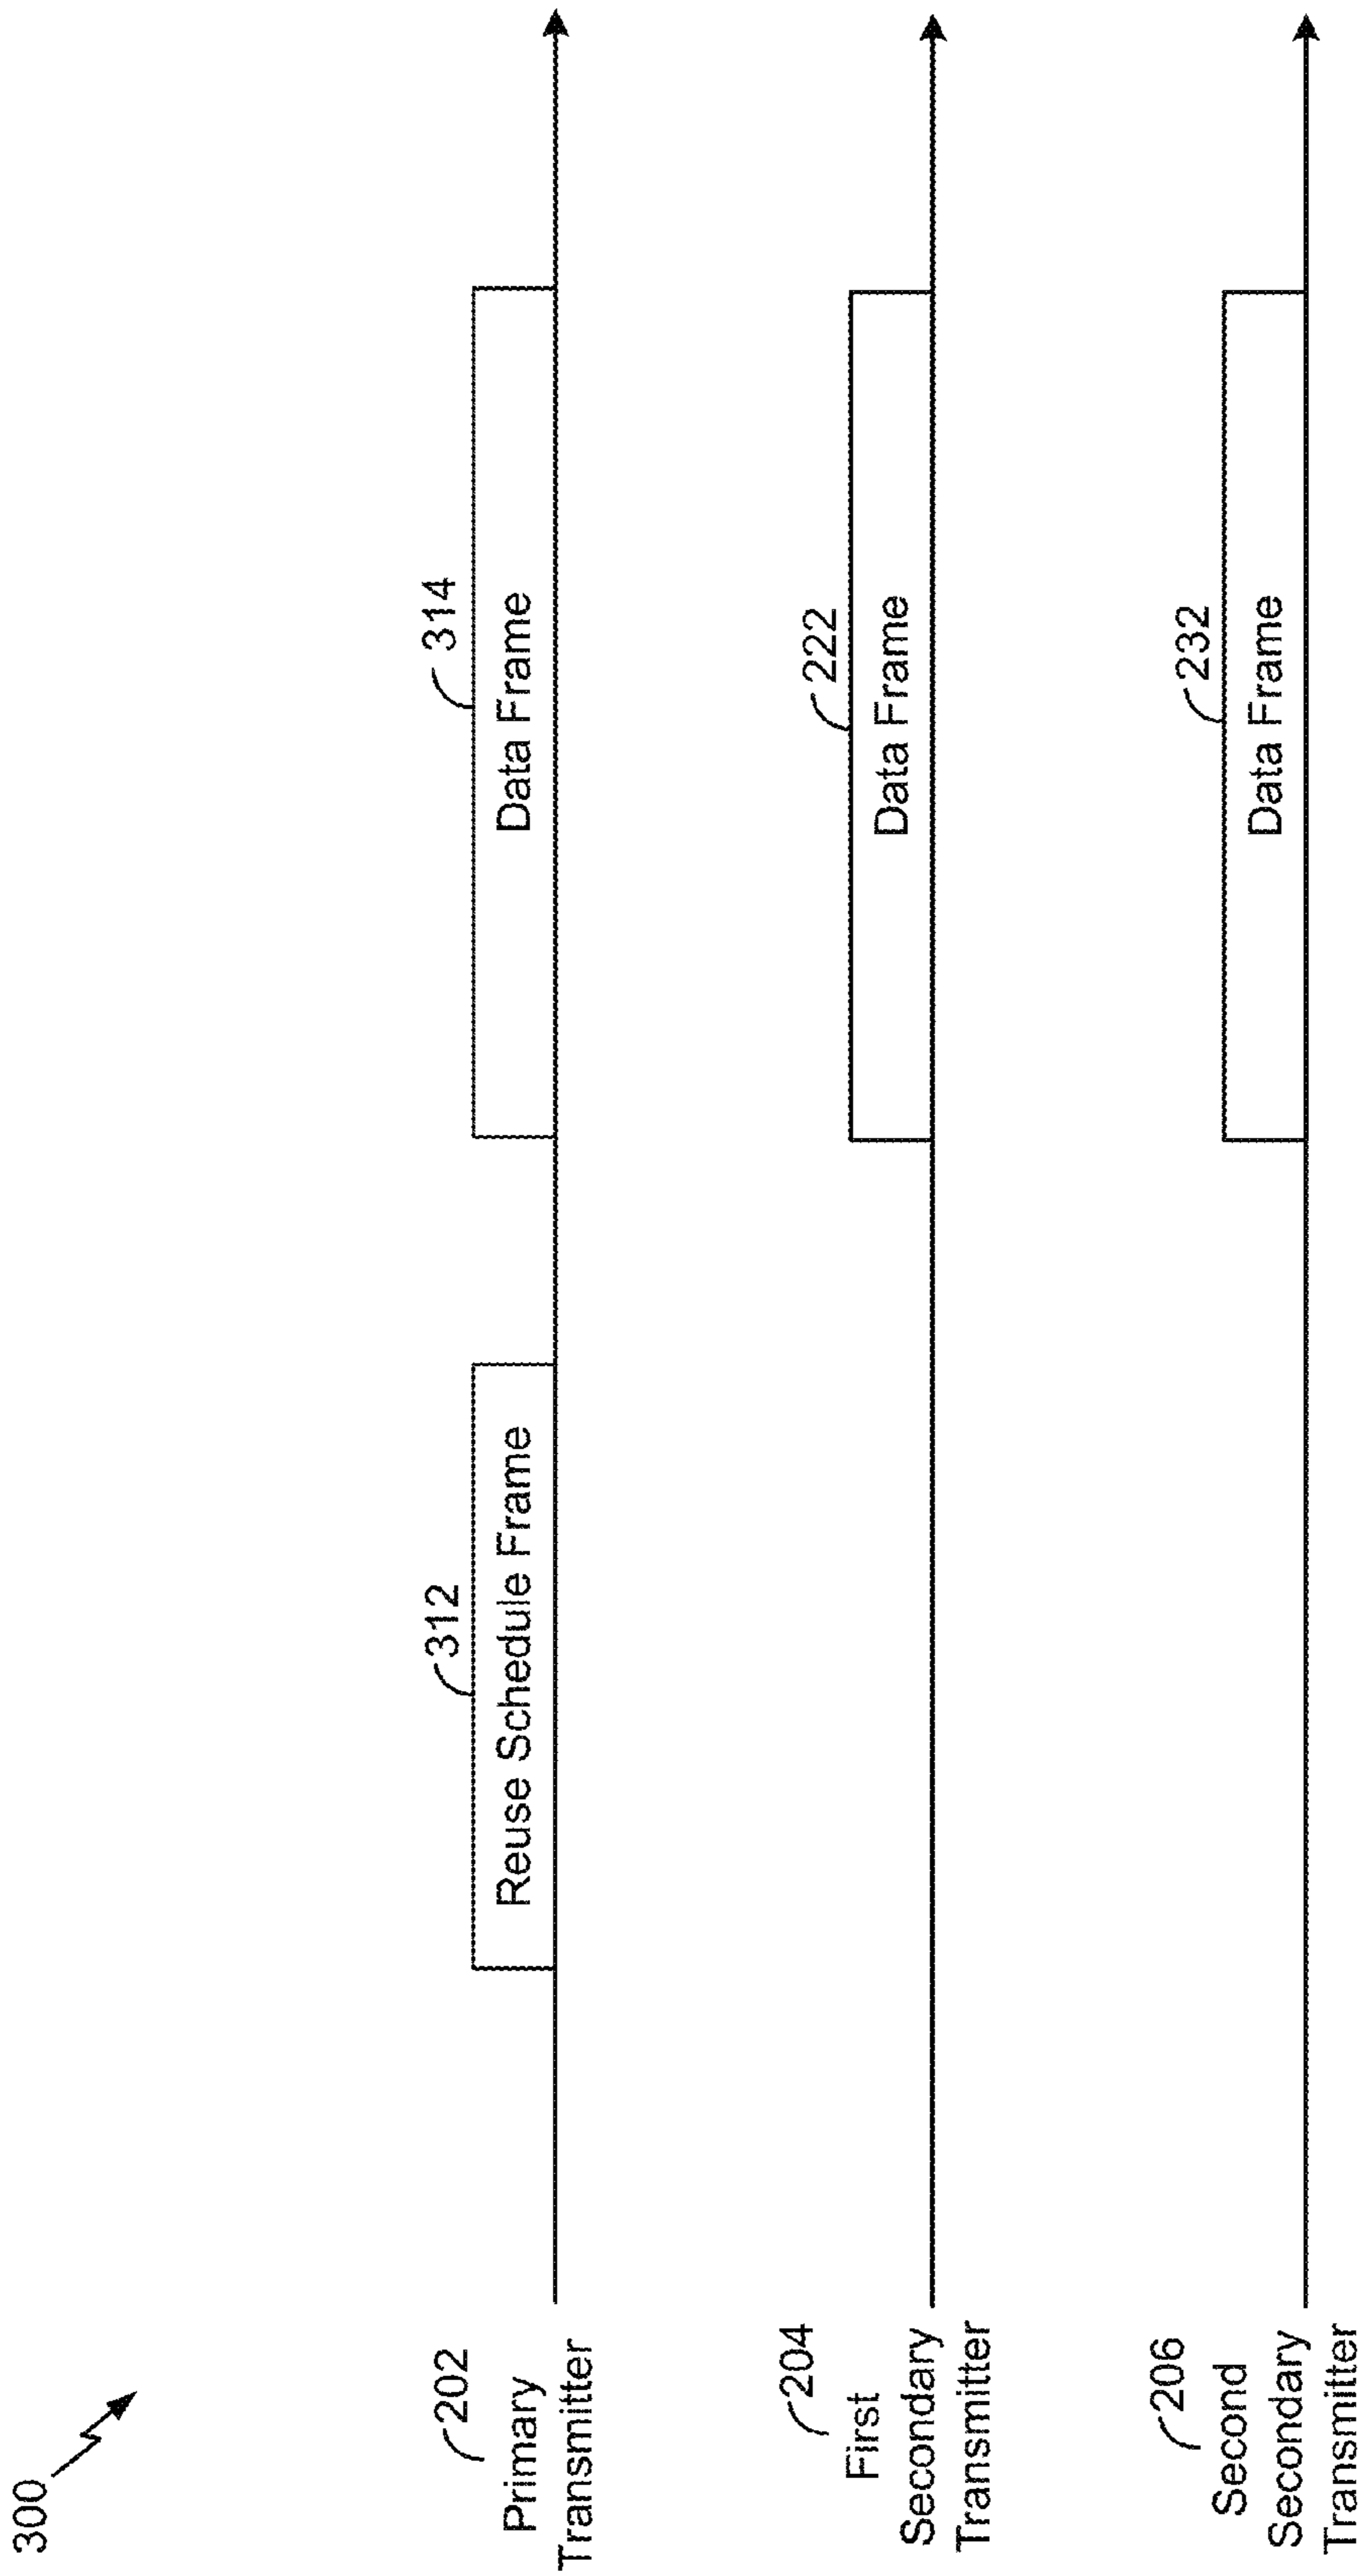 300
202
Primary
Transmitter
312
Reuse Schedule Frame
314
Data Frame
204
First
Secondary
Transmitter
222
Data Frame
206
Second
Secondary
Transmitter
232
Data Frame